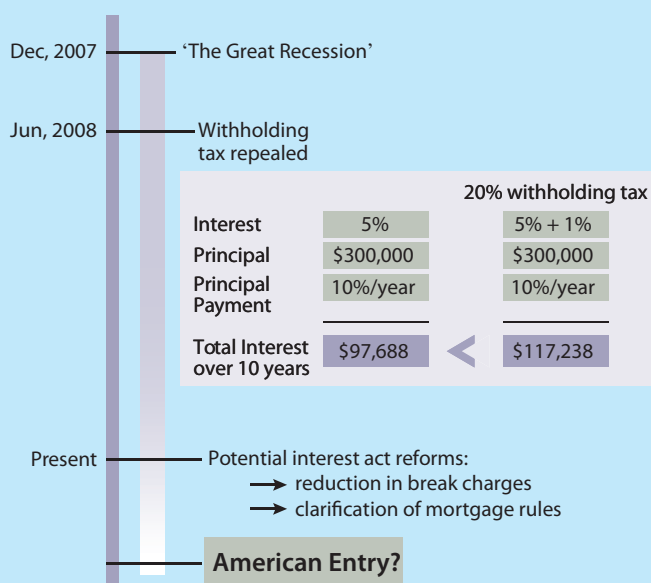 Dec, 2007 ‘The Great Recession’
Jun, 2008 Withholding
tax repealed
20% withholding tax
Interest 5% 5% + 1%
Principal $300,000 $300,000
Principal 10%/year 10%/year
Payment
Total Interest $97,688 < $117,238
over 10 years
Present Potential interest act reforms:
→ reduction in break charges
→ clarification of mortgage rules
American Entry?